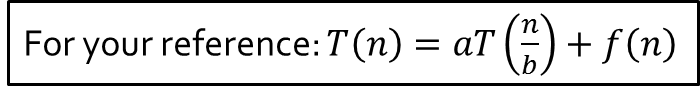 For your reference: T(n) = aT(n/b) + f(n)